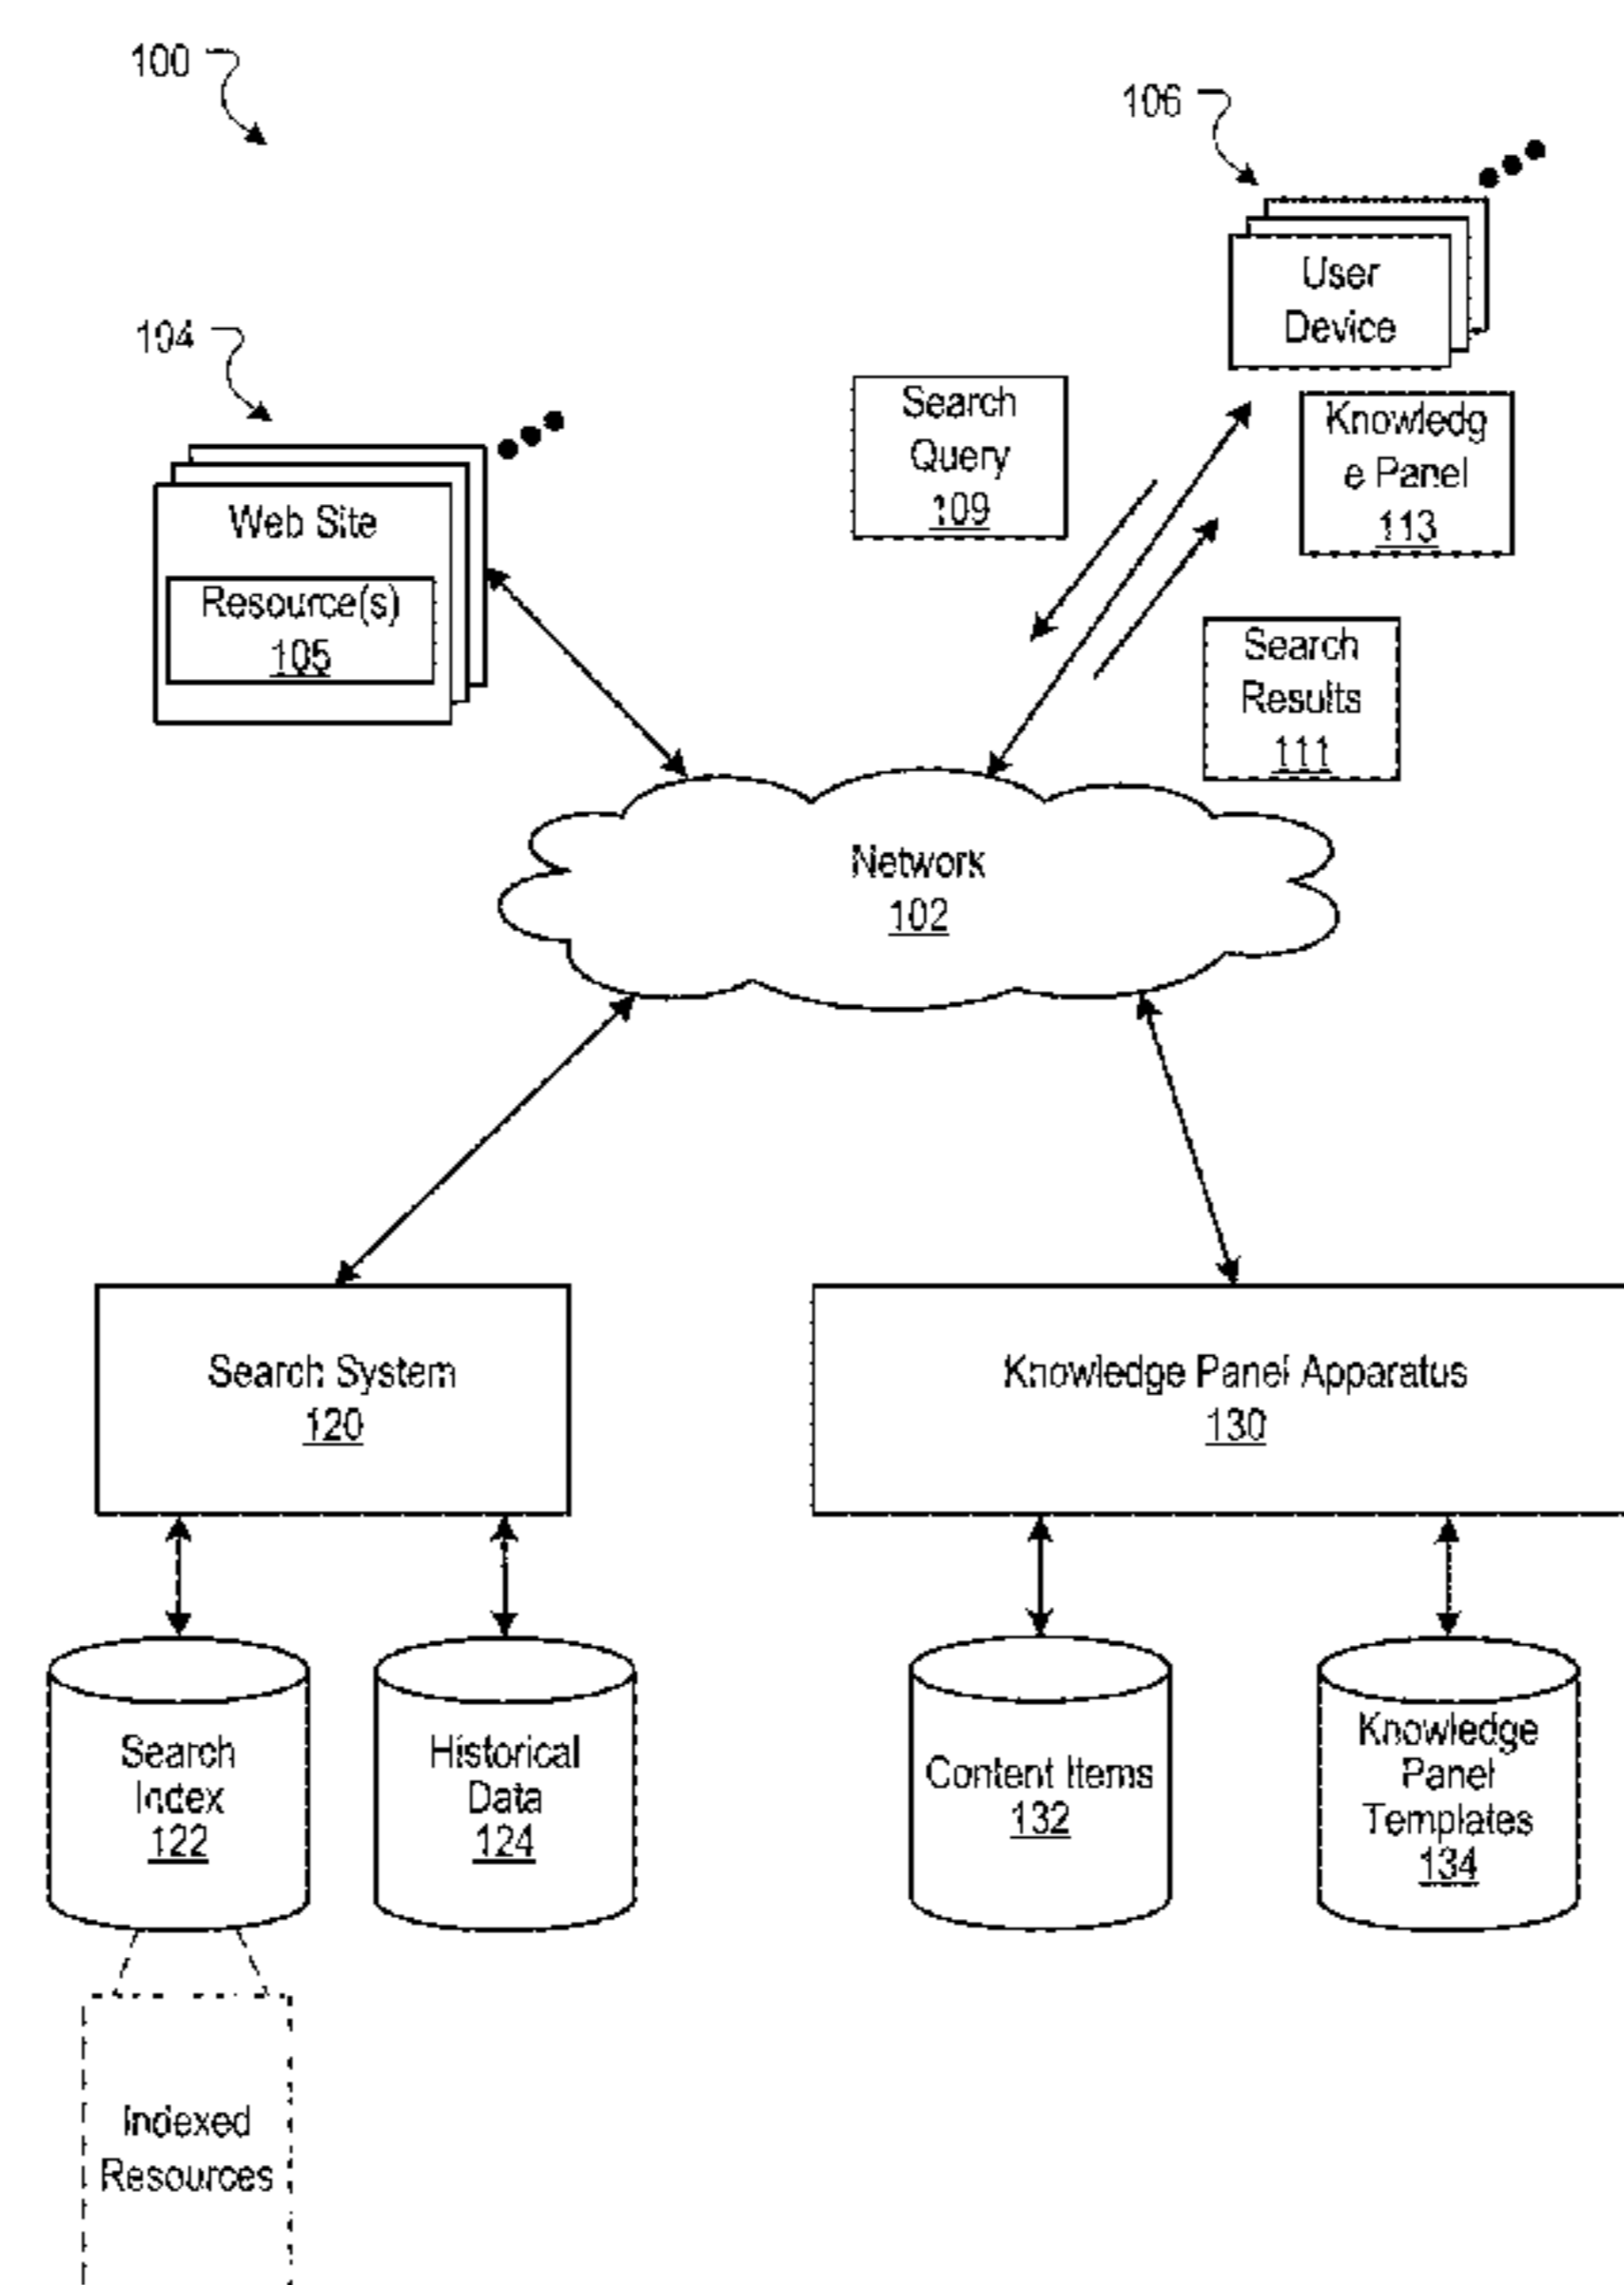 100
106
User
Device
104
Search
Query
109
Knowledg
e Panel
113
Web Site
Resource(s)
105
Search
Results
111
Network
102
Search System
120
Knowledge Panel Apparatus
130
Search
Index
122
Historical
Data
124
Content Items
132
Knowledge
Panel
Templates
134
Indexed
Resources